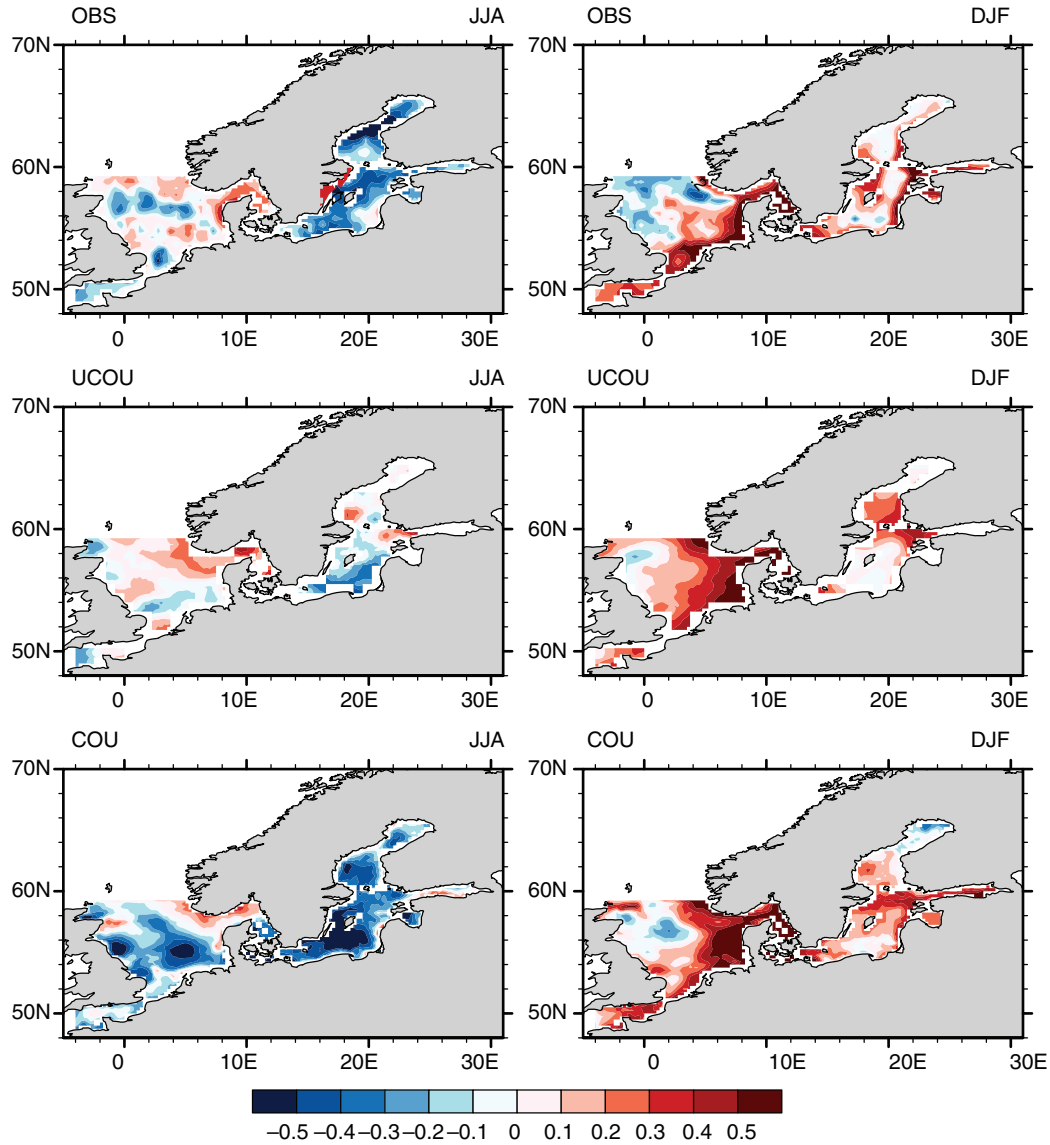 OBS JJA OBS DJF
70N 70N
60N 60N
50N 50N
0 10E 20E 30E 0 10E 20E 30E
UCOU JJA UCOU DJF
70N 70N
60N 60N
50N 50N
0 10E 20E 30E 0 10E 20E 30E
COU JJA COU DJF
70N 70N
60N 60N
50N 50N
0 10E 20E 30E 0 10E 20E 30E
−0.5 −0.4 −0.3 −0.2 −0.1 0 0.1 0.2 0.3 0.4 0.5